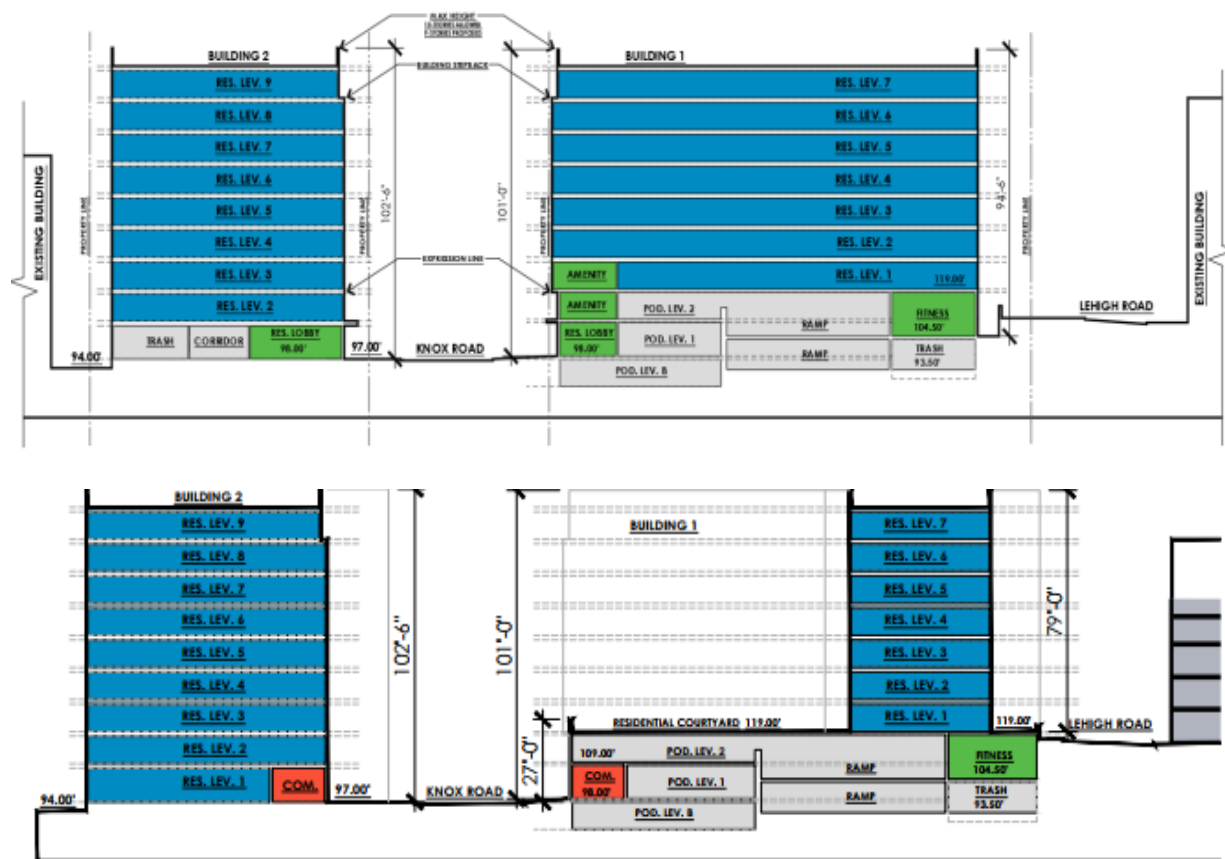 MAX HEIGHT
10-STORIES ALLOWED
9-STORIES PROPOSED
BUILDING 2
BUILDING 1
BUILDING STEPBACK
RES. LEV. 9
RES. LEV. 8
RES. LEV. 7
RES. LEV. 6
RES. LEV. 5
RES. LEV. 4
RES. LEV. 3
RES. LEV. 2
TRASH
CORRIDOR
RES. LOBBY
98.00'
EXISTING BUILDING
PROPERTY LINE
94.00'
97.00'
PROPERTY LINE
102'-6"
KNOX ROAD
EXPRESSION LINE
101'-0"
PROPERTY LINE
RES. LEV. 7
RES. LEV. 6
RES. LEV. 5
RES. LEV. 4
RES. LEV. 3
RES. LEV. 2
AMENITY
RES. LEV. 1
119.00'
AMENITY
POD. LEV. 2
RAMP
FITNESS
104.50'
RES. LOBBY
98.00'
POD. LEV. 1
RAMP
TRASH
93.50'
POD. LEV. B
94'-6"
PROPERTY LINE
LEHIGH ROAD
EXISTING BUILDING
BUILDING 2
RES. LEV. 9
RES. LEV. 8
RES. LEV. 7
RES. LEV. 6
RES. LEV. 5
RES. LEV. 4
RES. LEV. 3
RES. LEV. 2
RES. LEV. 1
COM.
94.00'
97.00'
102'-6"
KNOX ROAD
101'-0"
27'-0"
BUILDING 1
RES. LEV. 7
RES. LEV. 6
RES. LEV. 5
RES. LEV. 4
RES. LEV. 3
RES. LEV. 2
RES. LEV. 1
RESIDENTIAL COURTYARD 119.00'
119.00'
79'-0"
LEHIGH ROAD
109.00'
POD. LEV. 2
RAMP
FITNESS
104.50'
COM.
98.00'
POD. LEV. 1
RAMP
TRASH
93.50'
POD. LEV. B